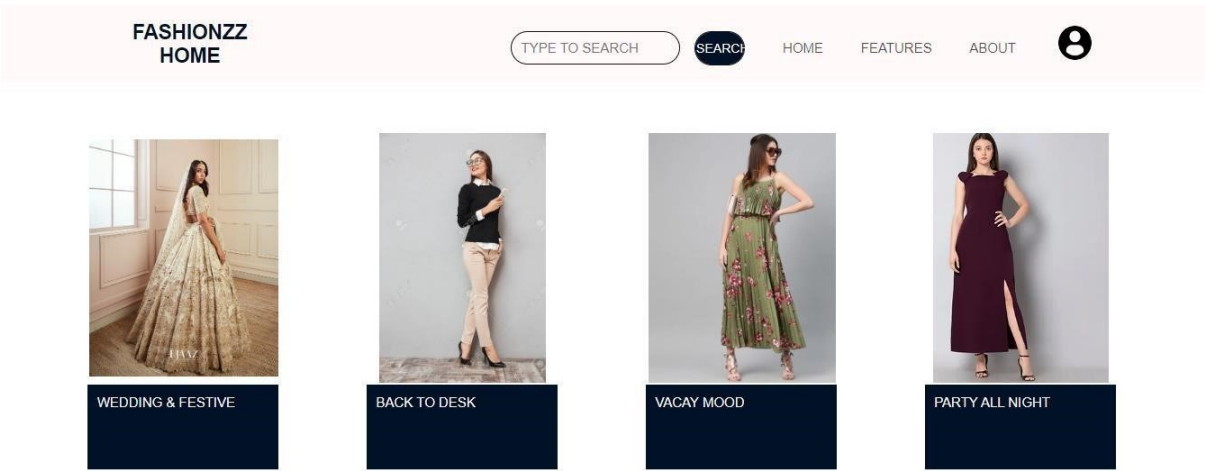 FASHIONZZ
HOME
TYPE TO SEARCH
SEARCH
HOME
FEATURES
ABOUT
WEDDING & FESTIVE
BACK TO DESK
VACAY MOOD
PARTY ALL NIGHT